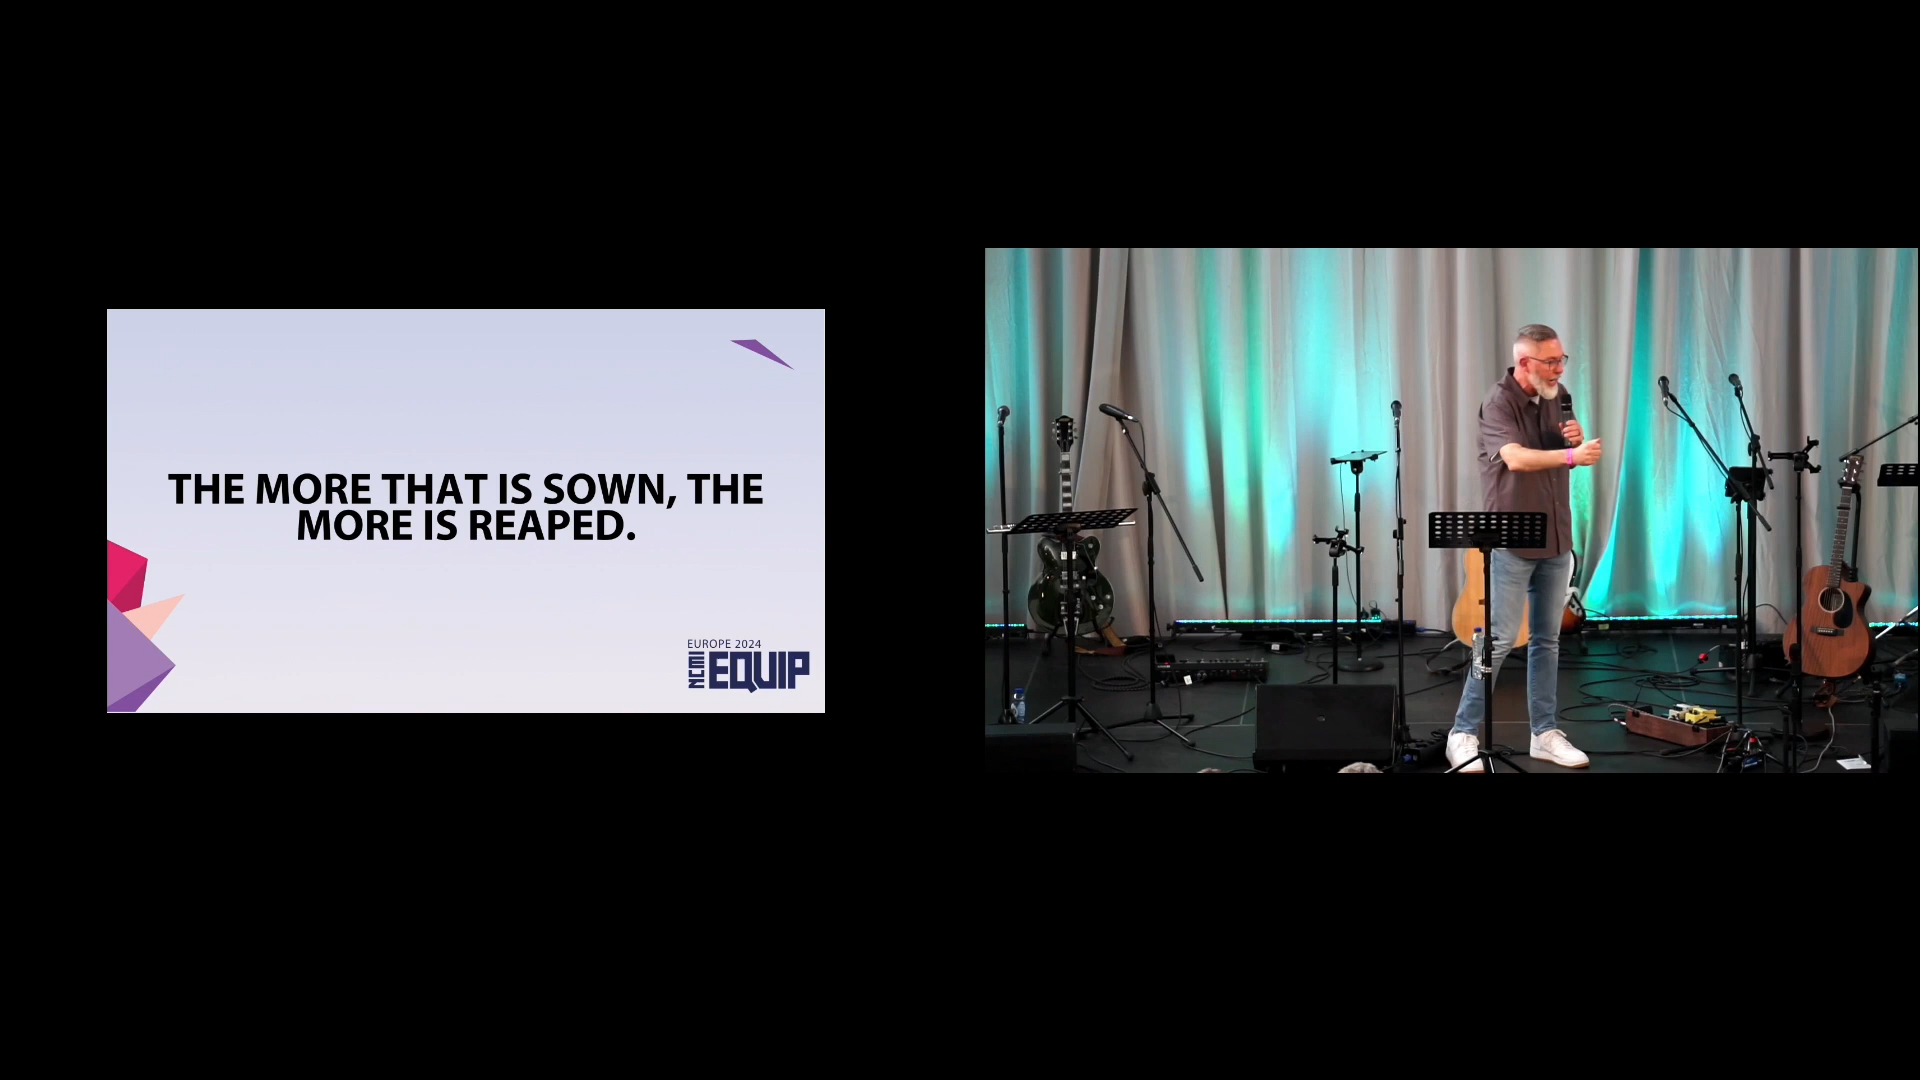 THE MORE THAT IS SOWN, THE
MORE IS REAPED.
EUROPE 2024
NCMI
EQUIP